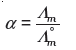 α = Λₘ / Λ°ₘ